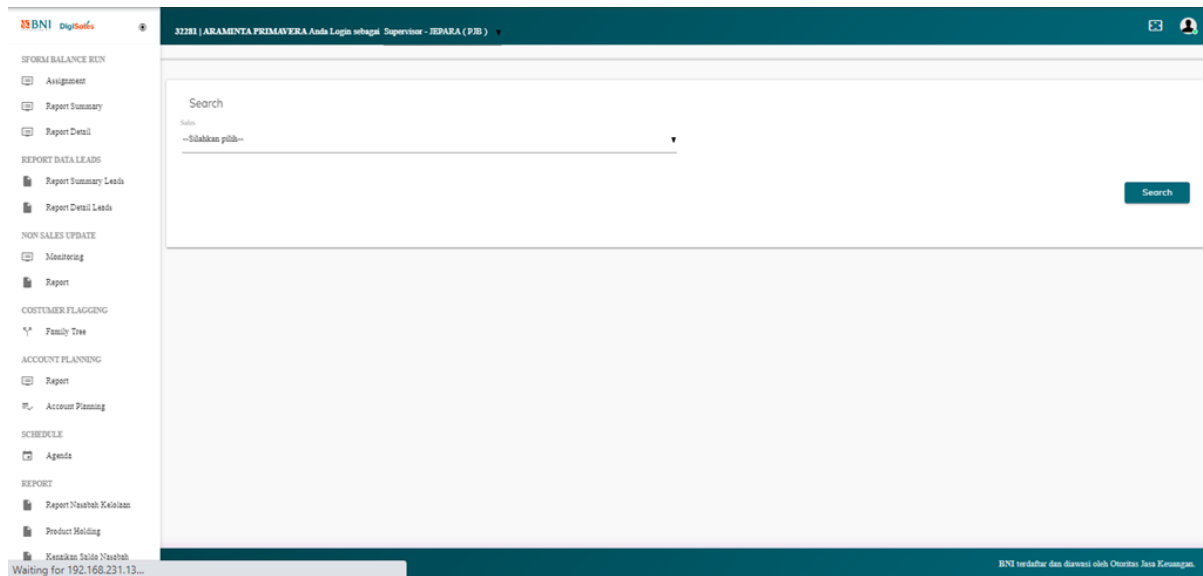 BNI DigiSales
32281 | ARAMINTA PRIMAVERA Anda Login sebagai Supervisor - JEPARA ( PJB )
SFORM BALANCE RUN
Assignment
Report Summary
Report Detail
REPORT DATA LEADS
Report Summary Leads
Report Detail Leads
NON SALES UPDATE
Monitoring
Report
COSTUMER FLAGGING
Family Tree
ACCOUNT PLANNING
Report
Account Planning
SCHEDULE
Agenda
REPORT
Report Nasabah Kelolaan
Product Holding
Kenaikan Saldo Nasabah
Waiting for 192.168.231.13...
Search
Sales
--Silahkan pilih--
Search
BNI terdaftar dan diawasi oleh Otoritas Jasa Keuangan.